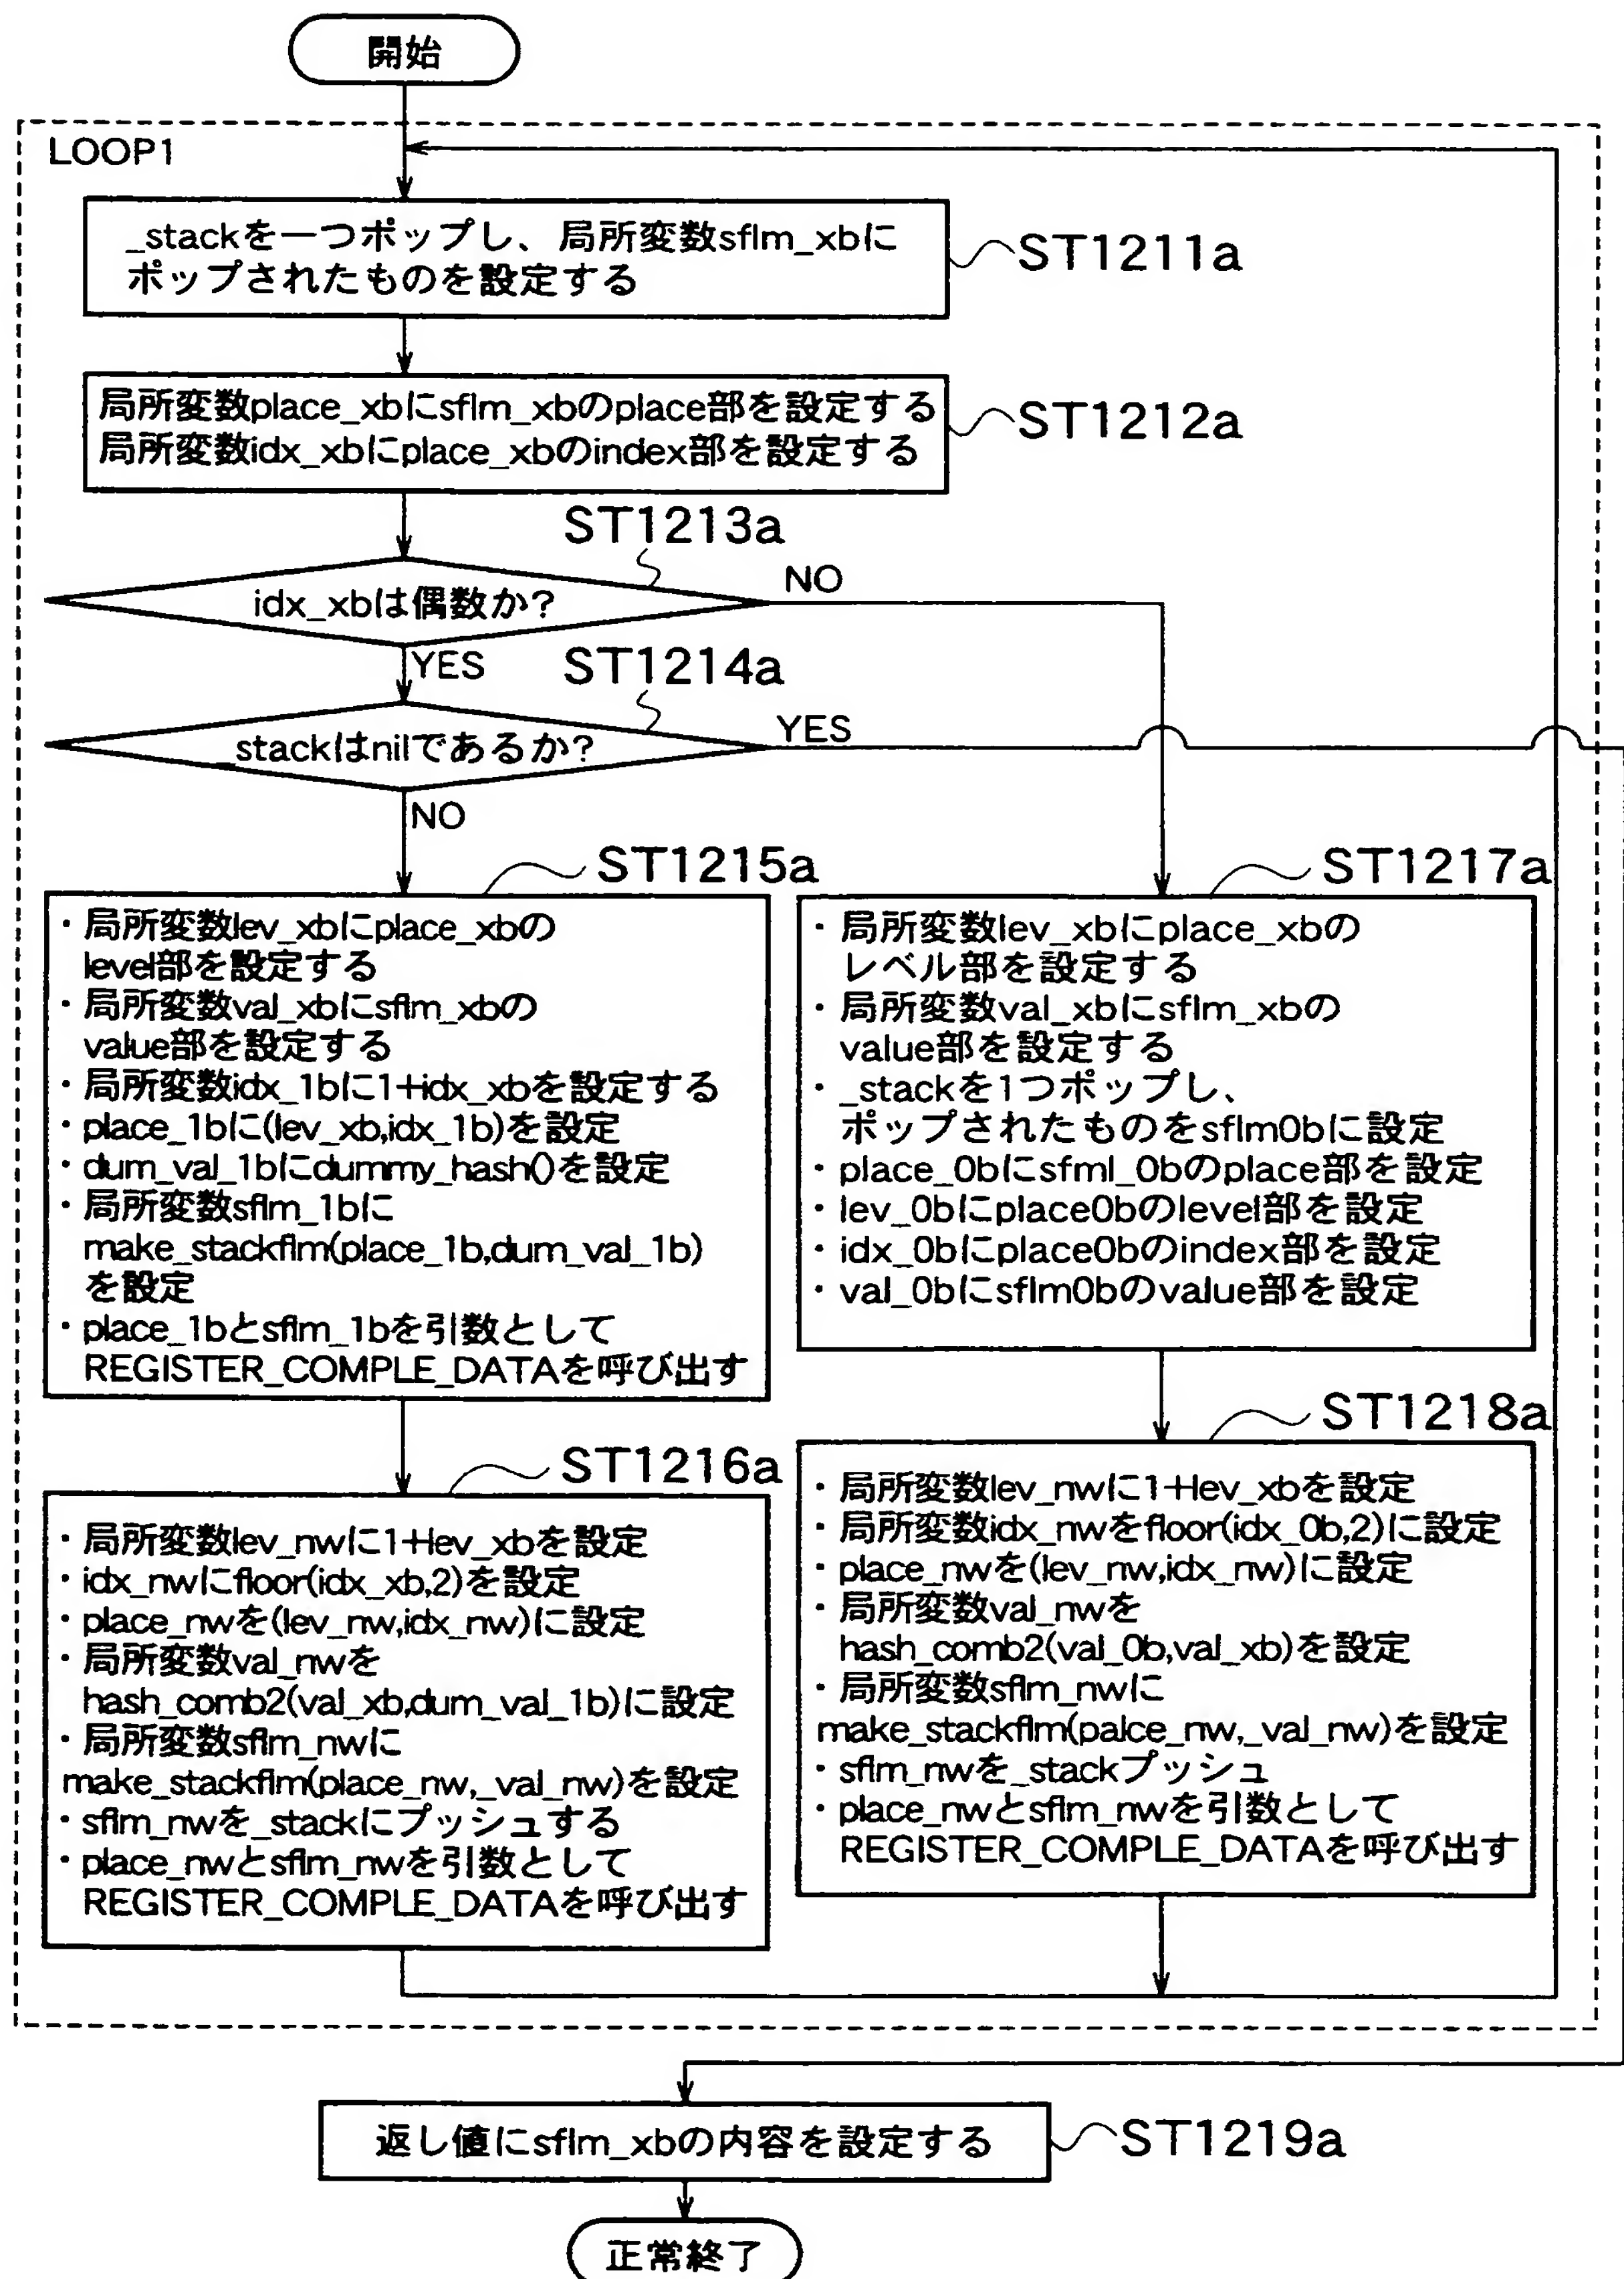 開始
LOOP1
_stackを一つポップし、局所変数sflm_xbに
ポップされたものを設定する
ST1211a
局所変数place_xbにsflm_xbのplace部を設定する
局所変数idx_xbにplace_xbのindex部を設定する
ST1212a
ST1213a
idx_xbは偶数か?
NO
YES
ST1214a
_stackはnilであるか?
YES
NO
ST1215a
・局所変数lev_xbにplace_xbの
level部を設定する
・局所変数val_xbにsflm_xbの
value部を設定する
・局所変数idx_1bに1+idx_xbを設定する
・place_1bに(lev_xb,idx_1b)を設定
・dum_val_1bにdummy_hash()を設定
・局所変数sflm_1bに
make_stackflm(place_1b,dum_val_1b)
を設定
・place_1bとsflm_1bを引数として
REGISTER_COMPLE_DATAを呼び出す
ST1216a
・局所変数lev_nwに1+lev_xbを設定
・idx_nwにfloor(idx_xb,2)を設定
・place_nwを(lev_nw,idx_nw)に設定
・局所変数val_nwを
hash_comb2(val_xb,dum_val_1b)に設定
・局所変数sflm_nwに
make_stackflm(place_nw,_val_nw)を設定
・sflm_nwを_stackにプッシュする
・place_nwとsflm_nwを引数として
REGISTER_COMPLE_DATAを呼び出す
ST1217a
・局所変数lev_xbにplace_xbの
レベル部を設定する
・局所変数val_xbにsflm_xbの
value部を設定する
・_stackを1つポップし、
ポップされたものをsflm0bに設定
・place_0bにsfml_0bのplace部を設定
・lev_0bにplace0bのlevel部を設定
・idx_0bにplace0bのindex部を設定
・val_0bにsflm0bのvalue部を設定
ST1218a
・局所変数lev_nwに1+lev_xbを設定
・局所変数idx_nwをfloor(idx_0b,2)に設定
・place_nwを(lev_nw,idx_nw)に設定
・局所変数val_nwを
hash_comb2(val_0b,val_xb)を設定
・局所変数sflm_nwに
make_stackflm(palce_nw,_val_nw)を設定
・sflm_nwを_stackプッシュ
・place_nwとsflm_nwを引数として
REGISTER_COMPLE_DATAを呼び出す
返し値にsflm_xbの内容を設定する
ST1219a
正常終了